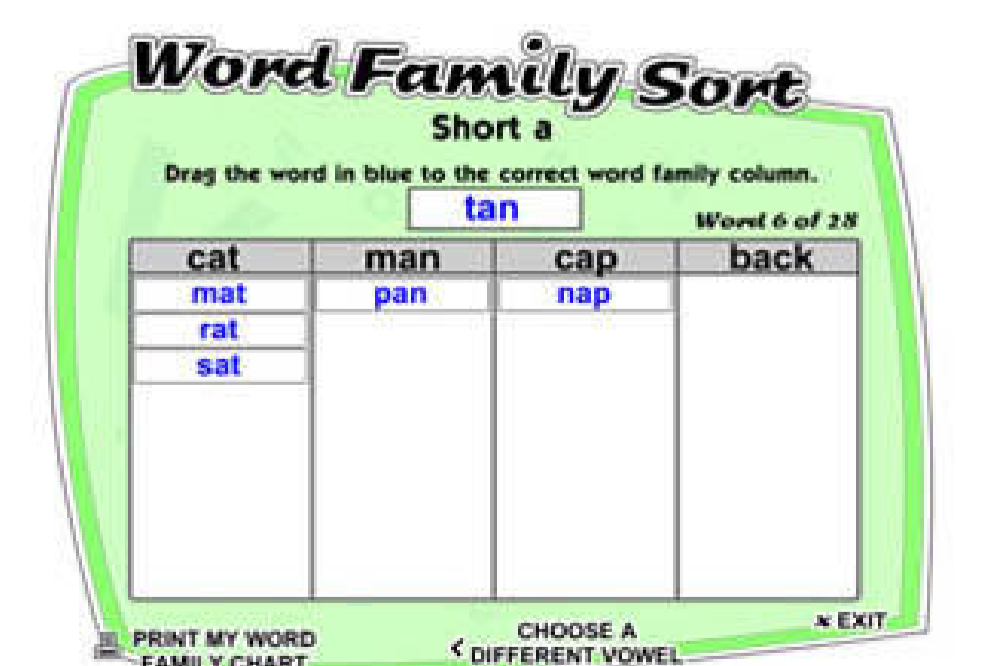 Word Family Sort
Short a
Drag the word in blue to the correct word family column.
tan
Word 6 of 28
cat man cap back
mat pan nap
rat
sat
PRINT MY WORD
FAMILY CHART
CHOOSE A
DIFFERENT VOWEL
EXIT